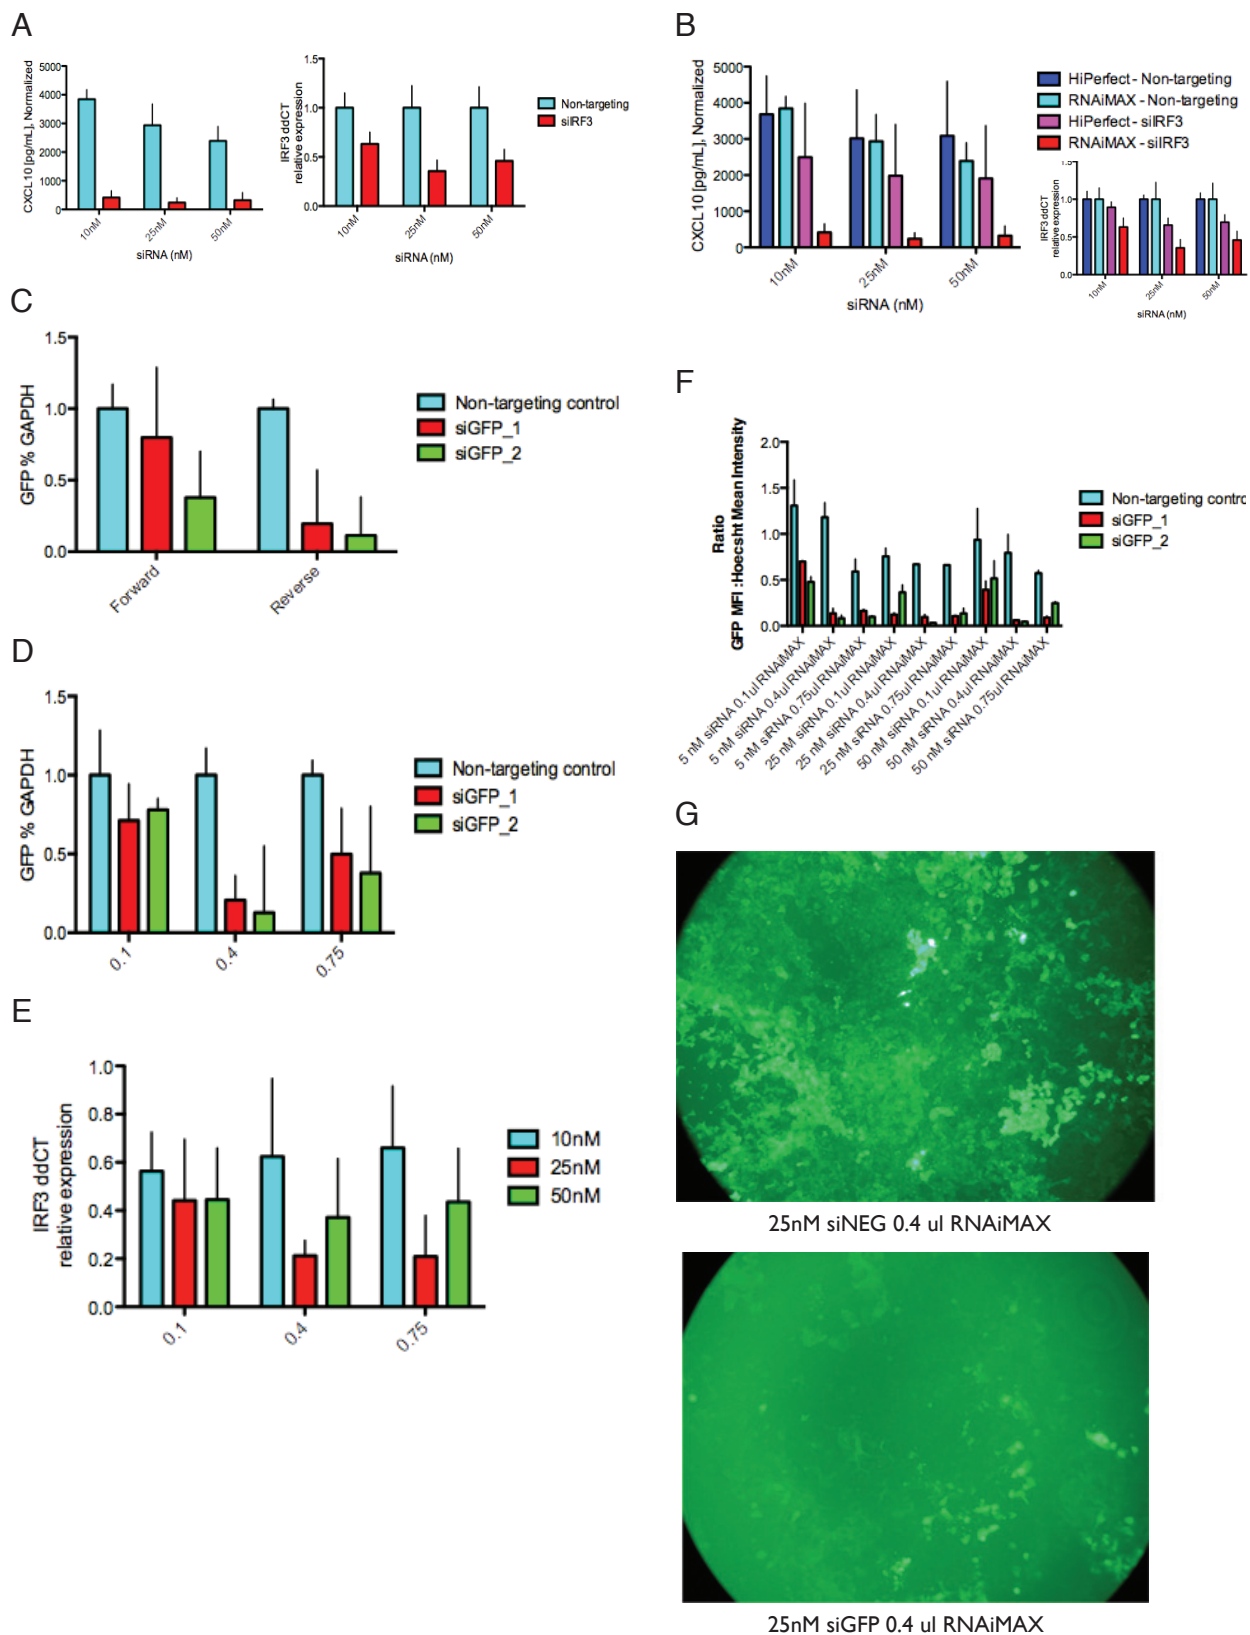 A
CXCL10 [pg/mL], Normalized
5000
4000
3000
2000
1000
0
10nM
25nM
50nM
siRNA (nM)
IRF3 ddCT
relative expression
1.5
1.0
0.5
0.0
10nM
25nM
50nM
siRNA (nM)
Non-targeting
siIRF3
B
CXCL10 [pg/mL], Normalized
5000
4000
3000
2000
1000
0
10nM
25nM
50nM
siRNA (nM)
HiPerfect - Non-targeting
RNAiMAX - Non-targeting
HiPerfect - siIRF3
RNAiMAX - siIRF3
IRF3 ddCT
relative expression
1.5
1.0
0.5
0.0
10nM
25nM
50nM
siRNA (nM)
C
GFP % GAPDH
1.5
1.0
0.5
0.0
Forward
Reverse
Non-targeting control
siGFP_1
siGFP_2
D
GFP % GAPDH
1.5
1.0
0.5
0.0
0.1
0.4
0.75
Non-targeting control
siGFP_1
siGFP_2
E
IRF3 ddCT
relative expression
1.0
0.8
0.6
0.4
0.2
0.0
0.1
0.4
0.75
10nM
25nM
50nM
F
Ratio
GFP MFI :Hoecsht Mean Intensity
2.0
1.5
1.0
0.5
0.0
5 nM siRNA 0.1ul RNAiMAX
5 nM siRNA 0.4ul RNAiMAX
5 nM siRNA 0.75ul RNAiMAX
25 nM siRNA 0.1ul RNAiMAX
25 nM siRNA 0.4ul RNAiMAX
25 nM siRNA 0.75ul RNAiMAX
50 nM siRNA 0.1ul RNAiMAX
50 nM siRNA 0.4ul RNAiMAX
50 nM siRNA 0.75ul RNAiMAX
Non-targeting contro
siGFP_1
siGFP_2
G
25nM siNEG 0.4 ul RNAiMAX
25nM siGFP 0.4 ul RNAiMAX